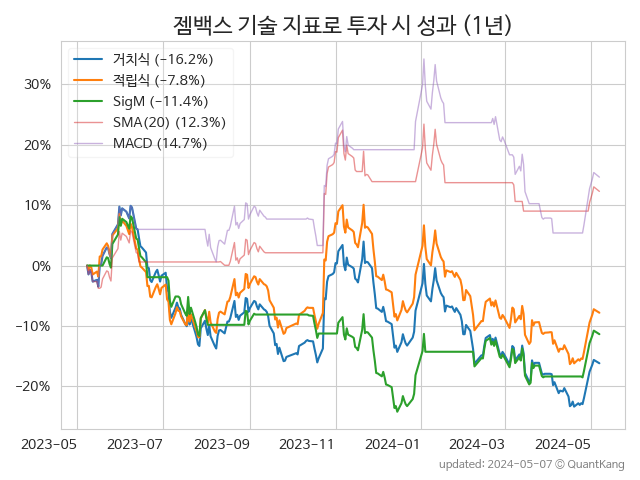 젬백스 기술 지표로 투자 시 성과 (1년)
거치식 (−16.2%)
적립식 (−7.8%)
SigM (−11.4%)
SMA(20) (12.3%)
MACD (14.7%)
30%
20%
10%
0%
−10%
−20%
2023-05 2023-07 2023-09 2023-11 2024-01 2024-03 2024-05
updated: 2024-05-07 © QuantKang